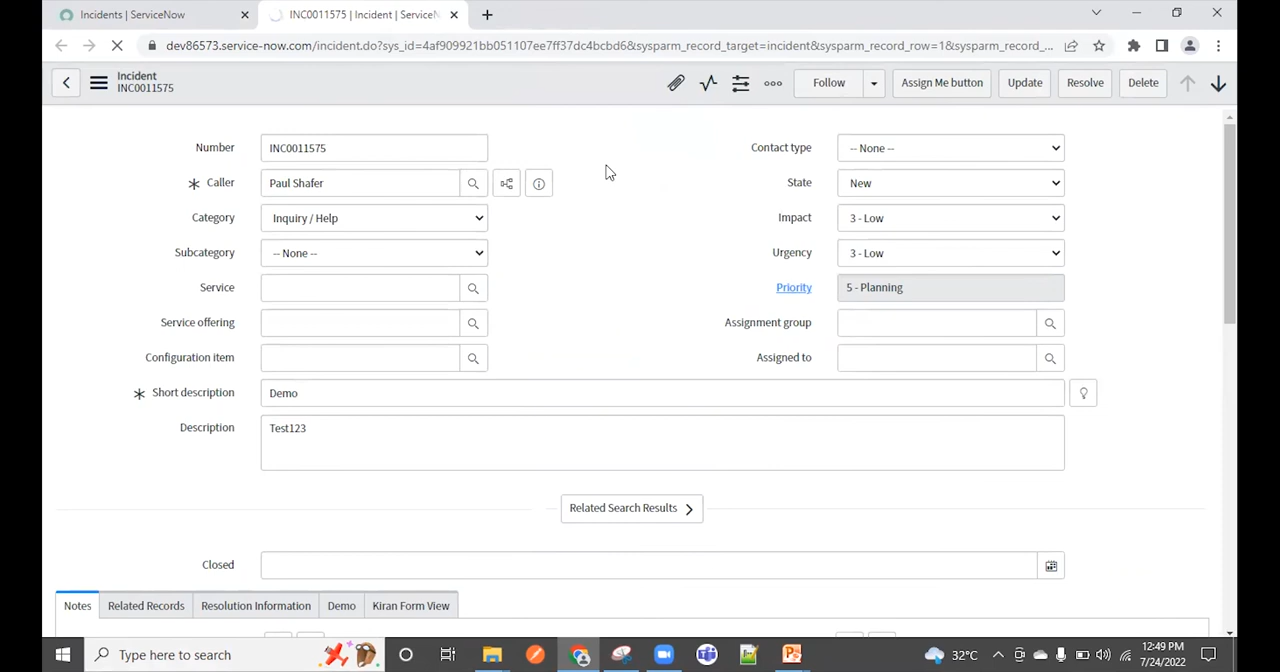 Incidents | ServiceNow
INC0011575 | Incident | ServiceN
dev86573.service-now.com/incident.do?sys_id=4af909921bb051107ee7ff37dc4bcbd6&sysparm_record_target=incident&sysparm_record_row=1&sysparm_record_...
Incident
INC0011575
Follow
Assign Me button
Update
Resolve
Delete
Number
INC0011575
Contact type
-- None --
Caller
Paul Shafer
State
New
Category
Inquiry / Help
Impact
3 - Low
Subcategory
-- None --
Urgency
3 - Low
Service
Priority
5 - Planning
Service offering
Assignment group
Configuration item
Assigned to
Short description
Demo
Description
Test123
Related Search Results
Closed
Notes
Related Records
Resolution Information
Demo
Kiran Form View
Type here to search
32°C
12:49 PM
7/24/2022